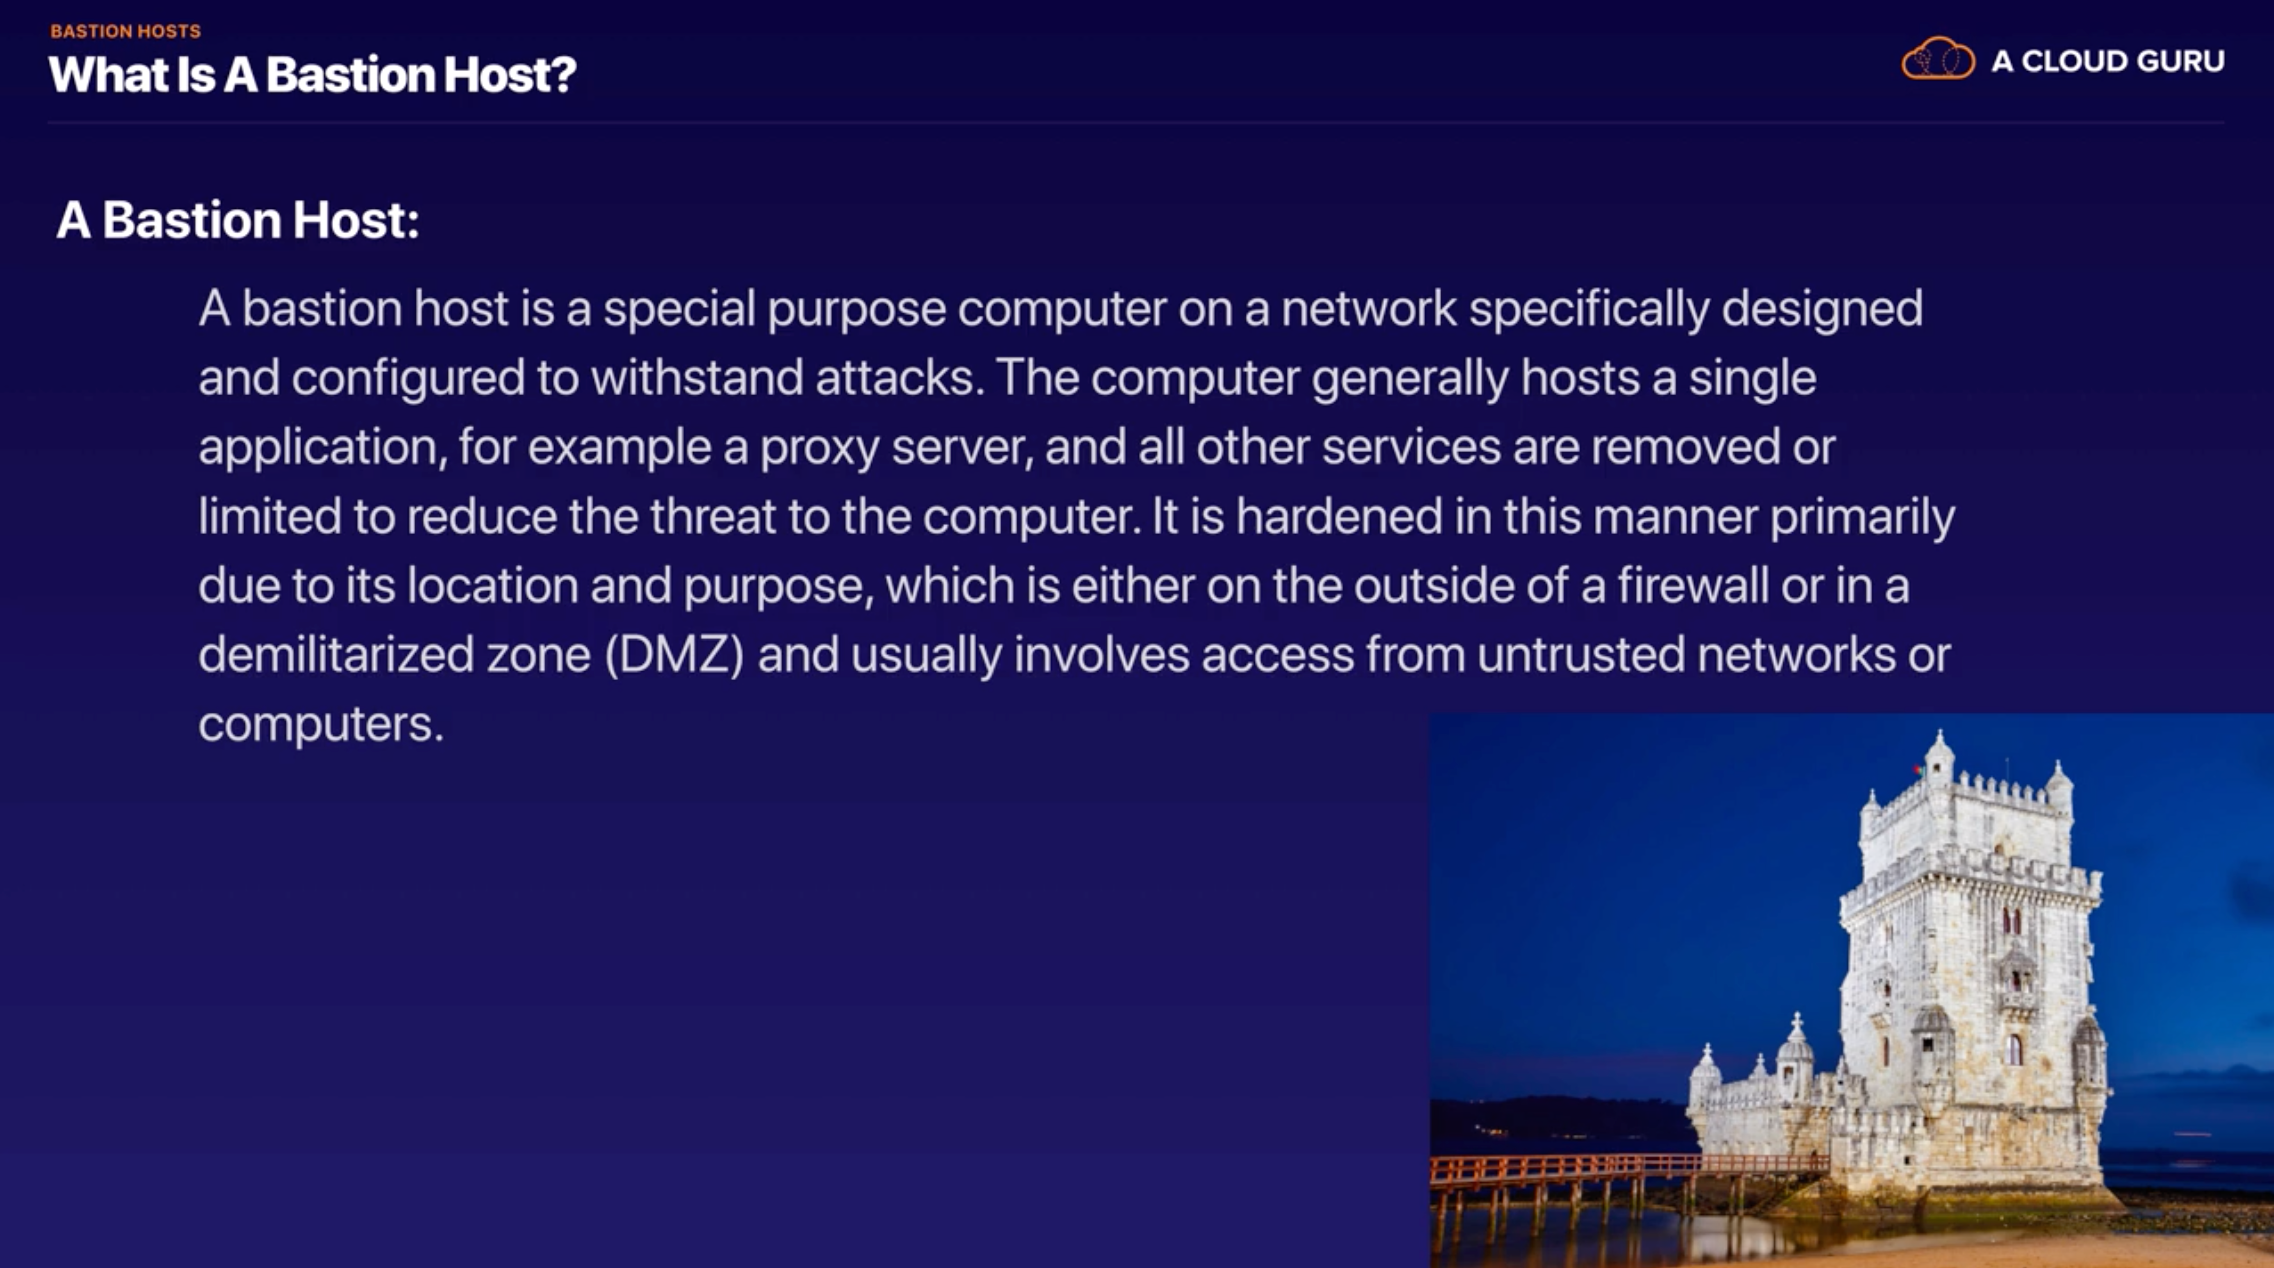 BASTION HOSTS
What Is A Bastion Host?
A CLOUD GURU
A Bastion Host:
A bastion host is a special purpose computer on a network specifically designed
and configured to withstand attacks. The computer generally hosts a single
application, for example a proxy server, and all other services are removed or
limited to reduce the threat to the computer. It is hardened in this manner primarily
due to its location and purpose, which is either on the outside of a firewall or in a
demilitarized zone (DMZ) and usually involves access from untrusted networks or
computers.